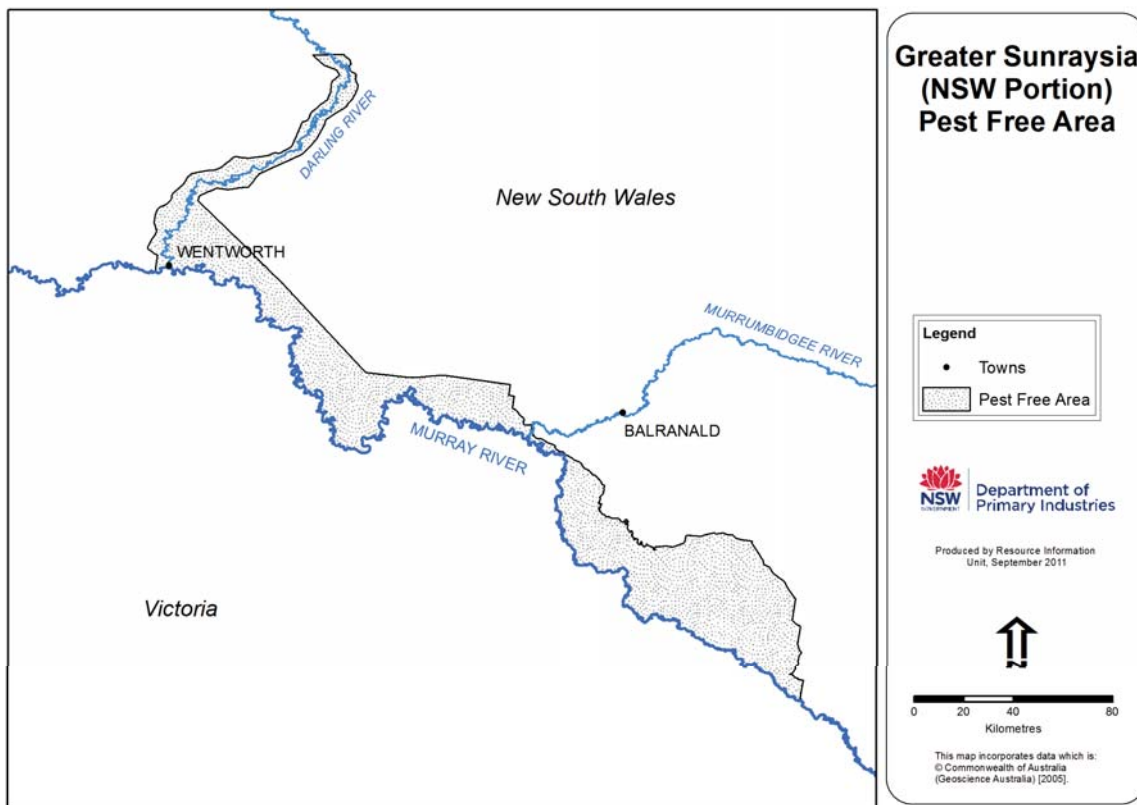 Greater Sunraysia
(NSW Portion)
Pest Free Area
DARLING RIVER
New South Wales
WENTWORTH
MURRUMBIDGEE RIVER
BALRANALD
MURRAY RIVER
Victoria
Legend
Towns
Pest Free Area
NSW
GOVERNMENT
Department of
Primary Industries
Produced by Resource Information
Unit, September 2011
N
0 20 40 80
Kilometres
This map incorporates data which is:
© Commonwealth of Australia
(Geoscience Australia) [2005].